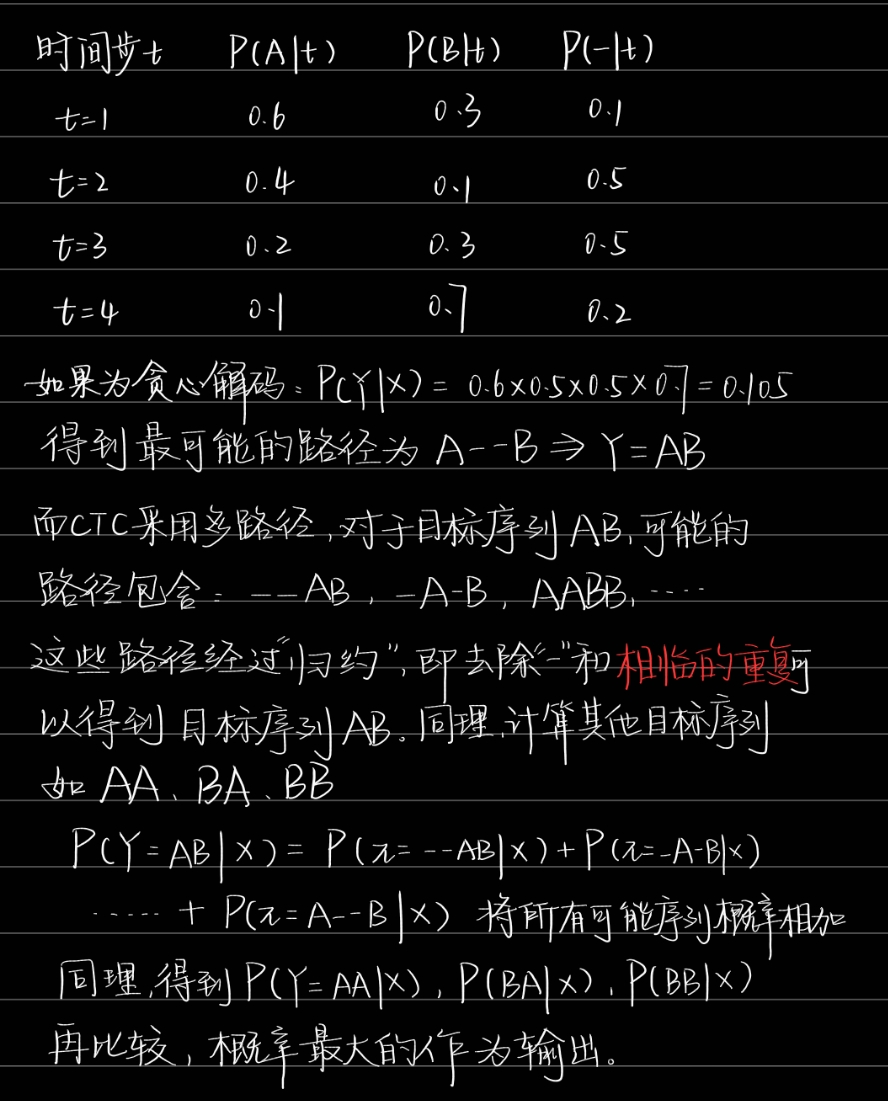 时间步t P(A|t) P(B|t) P(-|t)
t=1 0.6 0.3 0.1
t=2 0.4 0.1 0.5
t=3 0.2 0.3 0.5
t=4 0.1 0.7 0.2
如果为贪心解码: P(Y|X) = 0.6×0.5×0.5×0.7=0.105
得到最可能的路径为 A--B ⇒ Y=AB
而CTC采用多路径,对于目标序列AB,可能的
路径包含: --AB, -A-B, AABB, ····
这些路径经过“归约”,即去除“-”和相临的重复可
以得到目标序列AB。同理,计算其他目标序列
如 AA、BA、BB
P(Y=AB|X) = P(π=--AB|X)+P(π=-A-B|X)
····· + P(π=A--B|X) 将所有可能序列概率相加
同理,得到P(Y=AA|X), P(BA|X), P(BB|X)
再比较,概率最大的作为输出。